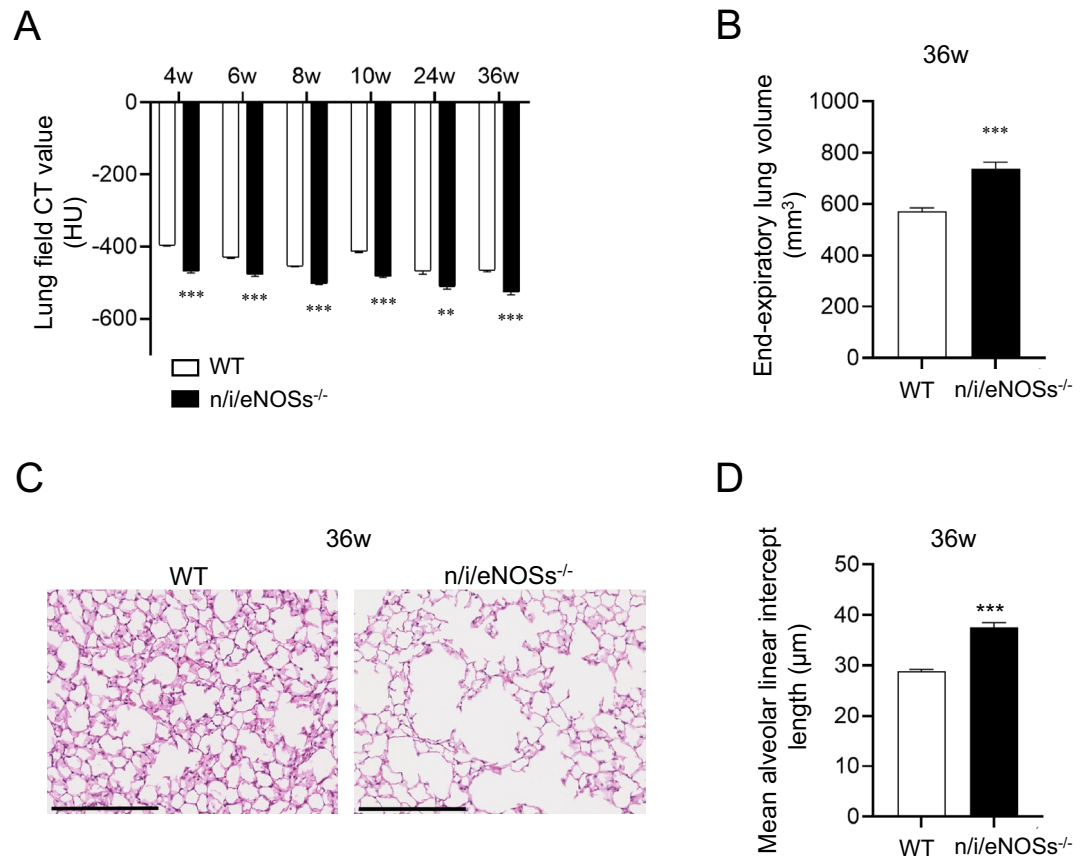 A
4w 6w 8w 10w 24w 36w
0
-200
-400
-600
Lung field CT value
(HU)
*** *** *** *** ** ***
WT
n/i/eNOSs-/-
B
36w
1000
800
600
400
200
0
End-expiratory lung volume
(mm3)
***
WT n/i/eNOSs-/-
C
36w
WT n/i/eNOSs-/-
D
36w
50
40
30
20
10
0
Mean alveolar linear intercept
length (μm)
***
WT n/i/eNOSs-/-